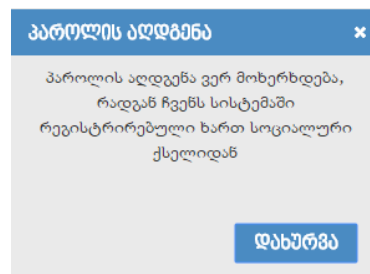 პაროლის აღდგენა ×
პაროლის აღდგენა ვერ მოხერხდება,
რადგან ჩვენს სისტემაში
რეგისტრირებული ხართ სოციალური
ქსელიდან
დახურვა